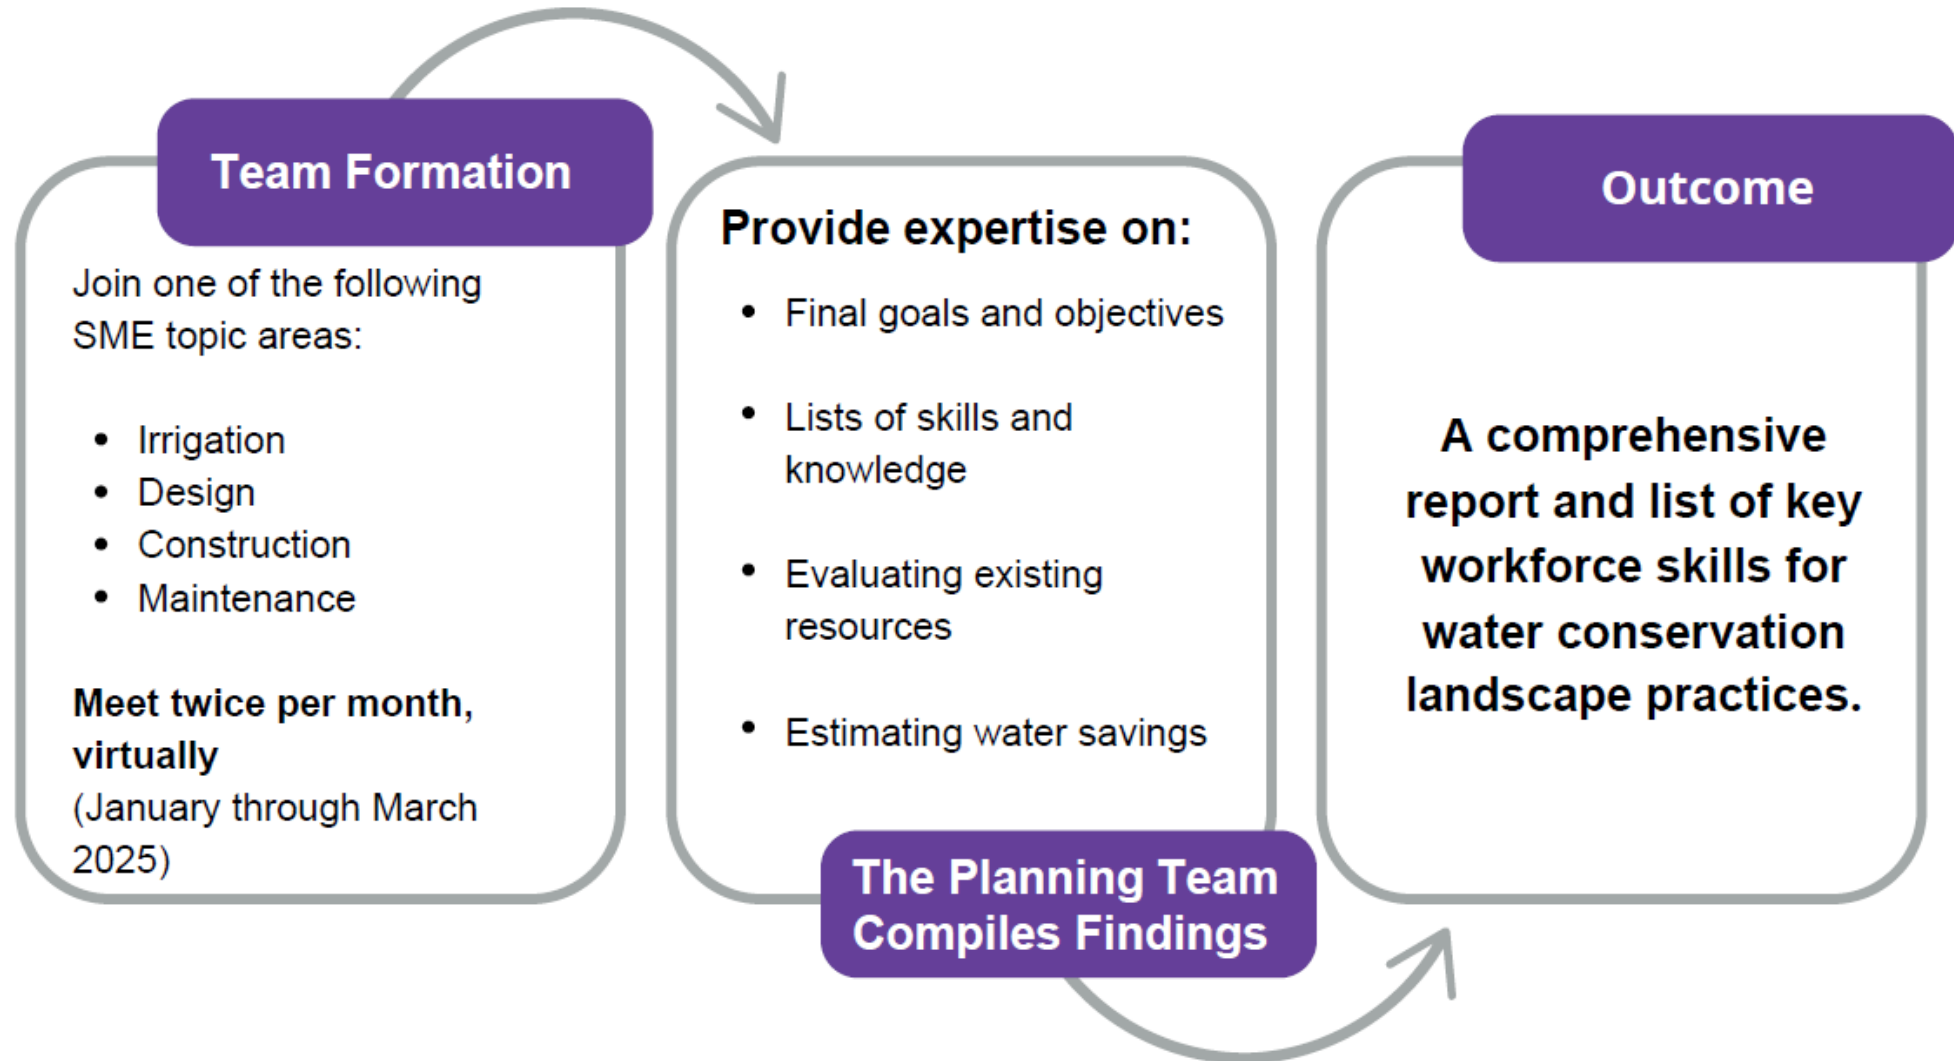 Team Formation
Join one of the following
SME topic areas:
• Irrigation
• Design
• Construction
• Maintenance
Meet twice per month,
virtually
(January through March
2025)
Provide expertise on:
• Final goals and objectives
• Lists of skills and
knowledge
• Evaluating existing
resources
• Estimating water savings
The Planning Team
Compiles Findings
Outcome
A comprehensive
report and list of key
workforce skills for
water conservation
landscape practices.